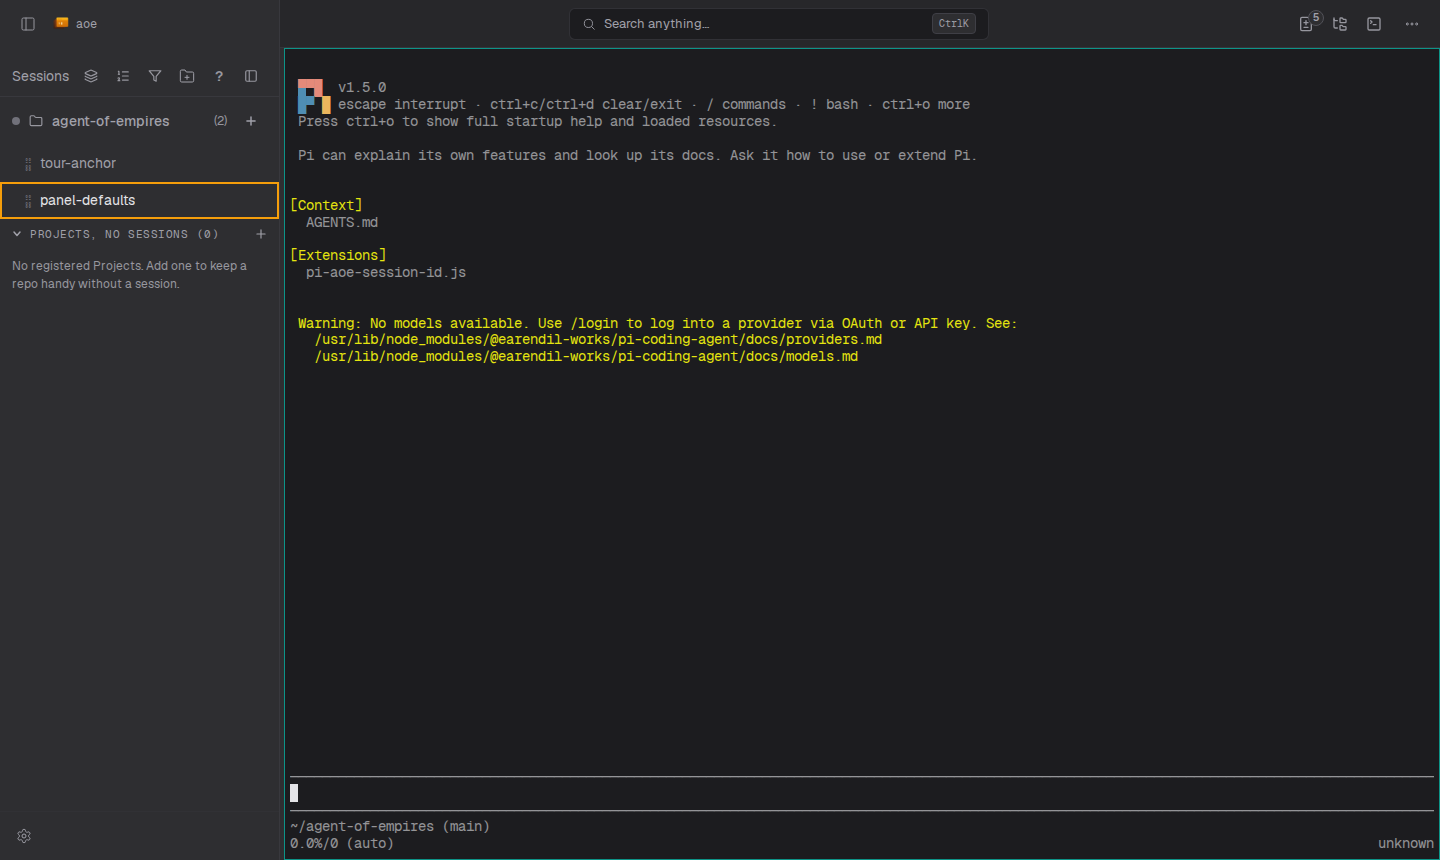 aoe
Search anything…
CtrlK
5
Sessions
?
agent-of-empires
(2)
tour-anchor
panel-defaults
PROJECTS, NO SESSIONS (0)
No registered Projects. Add one to keep a
repo handy without a session.
v1.5.0
escape interrupt · ctrl+c/ctrl+d clear/exit · / commands · ! bash · ctrl+o more
Press ctrl+o to show full startup help and loaded resources.
Pi can explain its own features and look up its docs. Ask it how to use or extend Pi.
[Context]
AGENTS.md
[Extensions]
pi-aoe-session-id.js
Warning: No models available. Use /login to log into a provider via OAuth or API key. See:
/usr/lib/node_modules/@earendil-works/pi-coding-agent/docs/providers.md
/usr/lib/node_modules/@earendil-works/pi-coding-agent/docs/models.md
~/agent-of-empires (main)
0.0%/0 (auto)
unknown